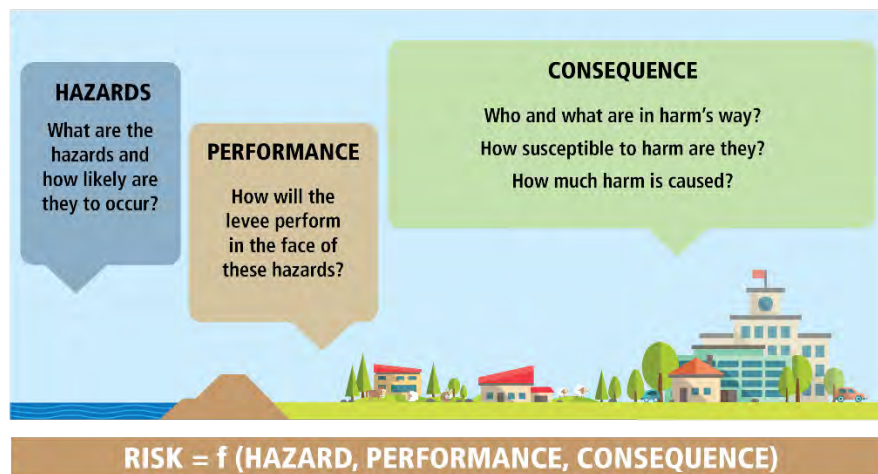 HAZARDS
What are the
hazards and
how likely are
they to occur?
PERFORMANCE
How will the
levee perform
in the face of
these hazards?
CONSEQUENCE
Who and what are in harm’s way?
How susceptible to harm are they?
How much harm is caused?
RISK = f (HAZARD, PERFORMANCE, CONSEQUENCE)